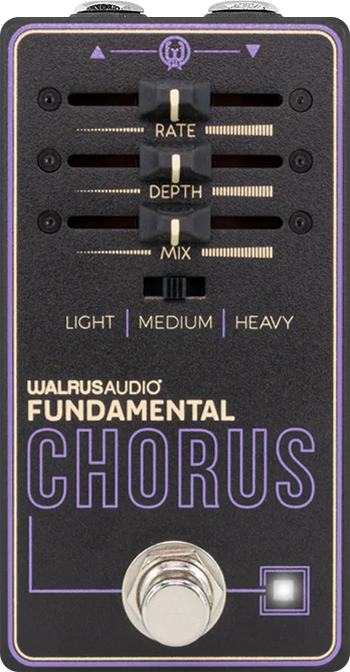 RATE
DEPTH
MIX
LIGHT | MEDIUM | HEAVY
WALRUSAUDIO
FUNDAMENTAL
CHORUS